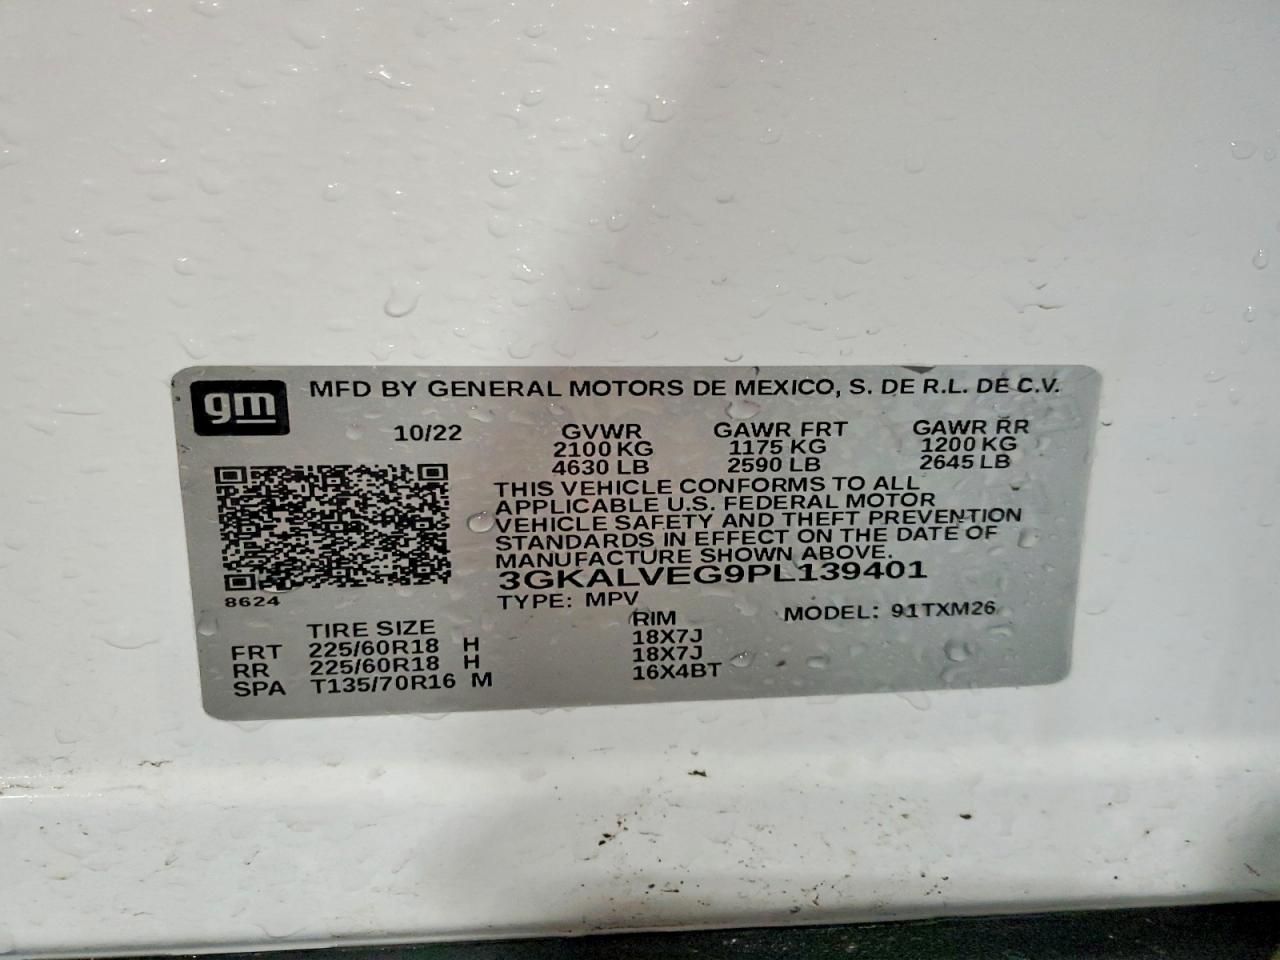 gm
MFD BY GENERAL MOTORS DE MEXICO, S. DE R.L. DE C.V.
10/22 GVWR GAWR FRT GAWR RR
2100 KG 1175 KG 1200 KG
4630 LB 2590 LB 2645 LB
THIS VEHICLE CONFORMS TO ALL
APPLICABLE U.S. FEDERAL MOTOR
VEHICLE SAFETY AND THEFT PREVENTION
STANDARDS IN EFFECT ON THE DATE OF
MANUFACTURE SHOWN ABOVE.
3GKALVEG9PL139401
8624
TYPE: MPV MODEL: 91TXM26
TIRE SIZE RIM
FRT 225/60R18 H 18X7J
RR 225/60R18 H 18X7J
SPA T135/70R16 M 16X4BT